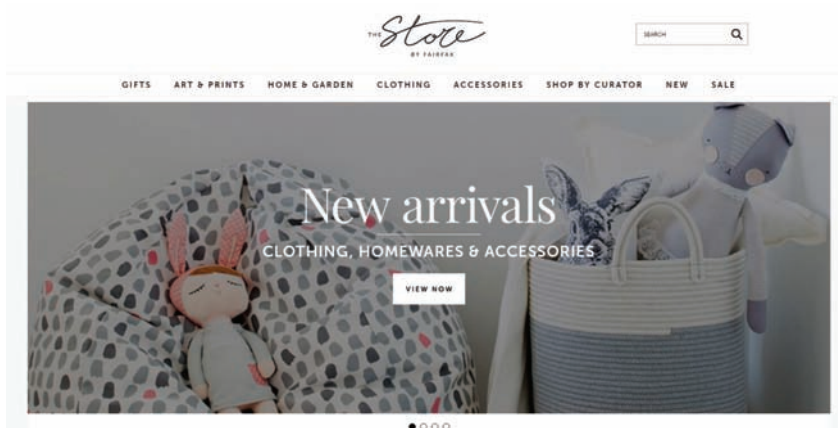 THE Store
BY FAIRFAX
SEARCH
GIFTS ART & PRINTS HOME & GARDEN CLOTHING ACCESSORIES SHOP BY CURATOR NEW SALE
New arrivals
CLOTHING, HOMEWARES & ACCESSORIES
VIEW NOW